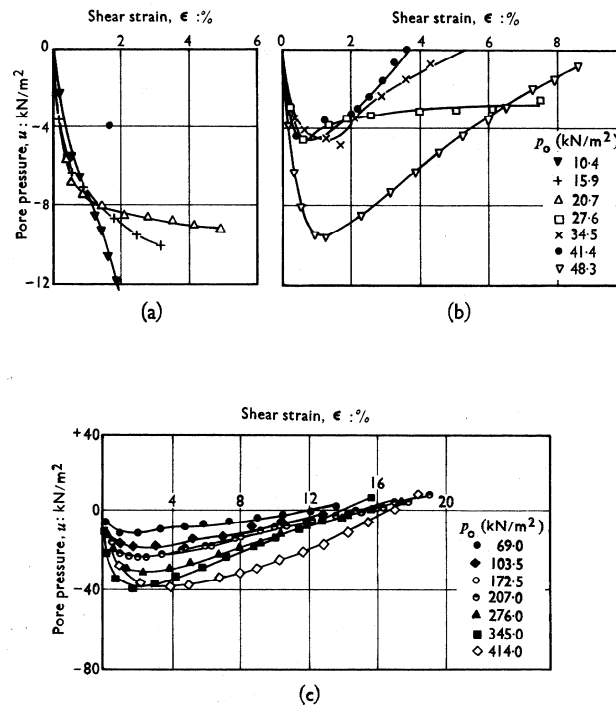 Shear strain, ϵ : %
0 2 4 6
Pore pressure, u : kN/m²
0
−4
−8
−12
(a)
Shear strain, ϵ : %
0 2 4 6 8
p₀ (kN/m²)
10·4
15·9
20·7
27·6
34·5
41·4
48·3
(b)
Shear strain, ϵ : %
Pore pressure, u : kN/m²
+40
0
−40
−80
4 8 12 16 20
p₀ (kN/m²)
69·0
103·5
172·5
207·0
276·0
345·0
414·0
(c)